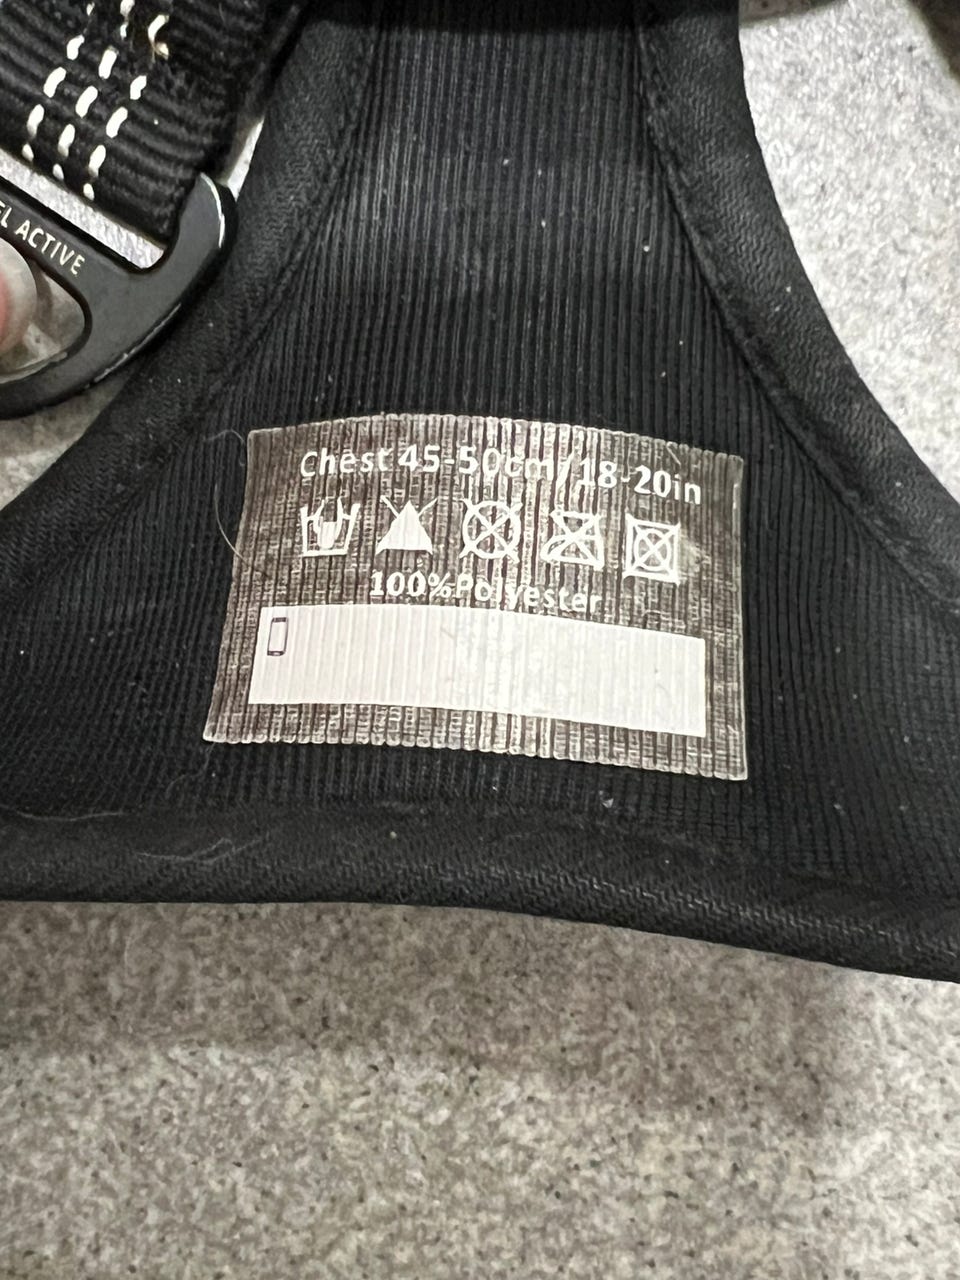 EL ACTIVE
Chest 45-50cm/18-20in
100%Polyester